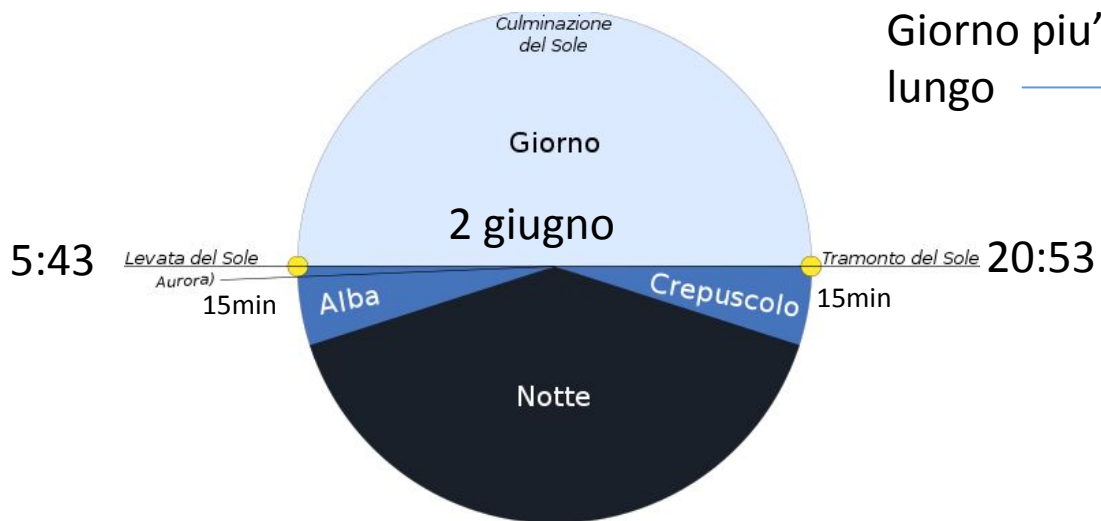 Culminazione
del Sole
Giorno piu’
lungo
Giorno
2 giugno
5:43
Levata del Sole
Tramonto del Sole
20:53
Aurora)
15min
Alba
Crepuscolo
15min
Notte